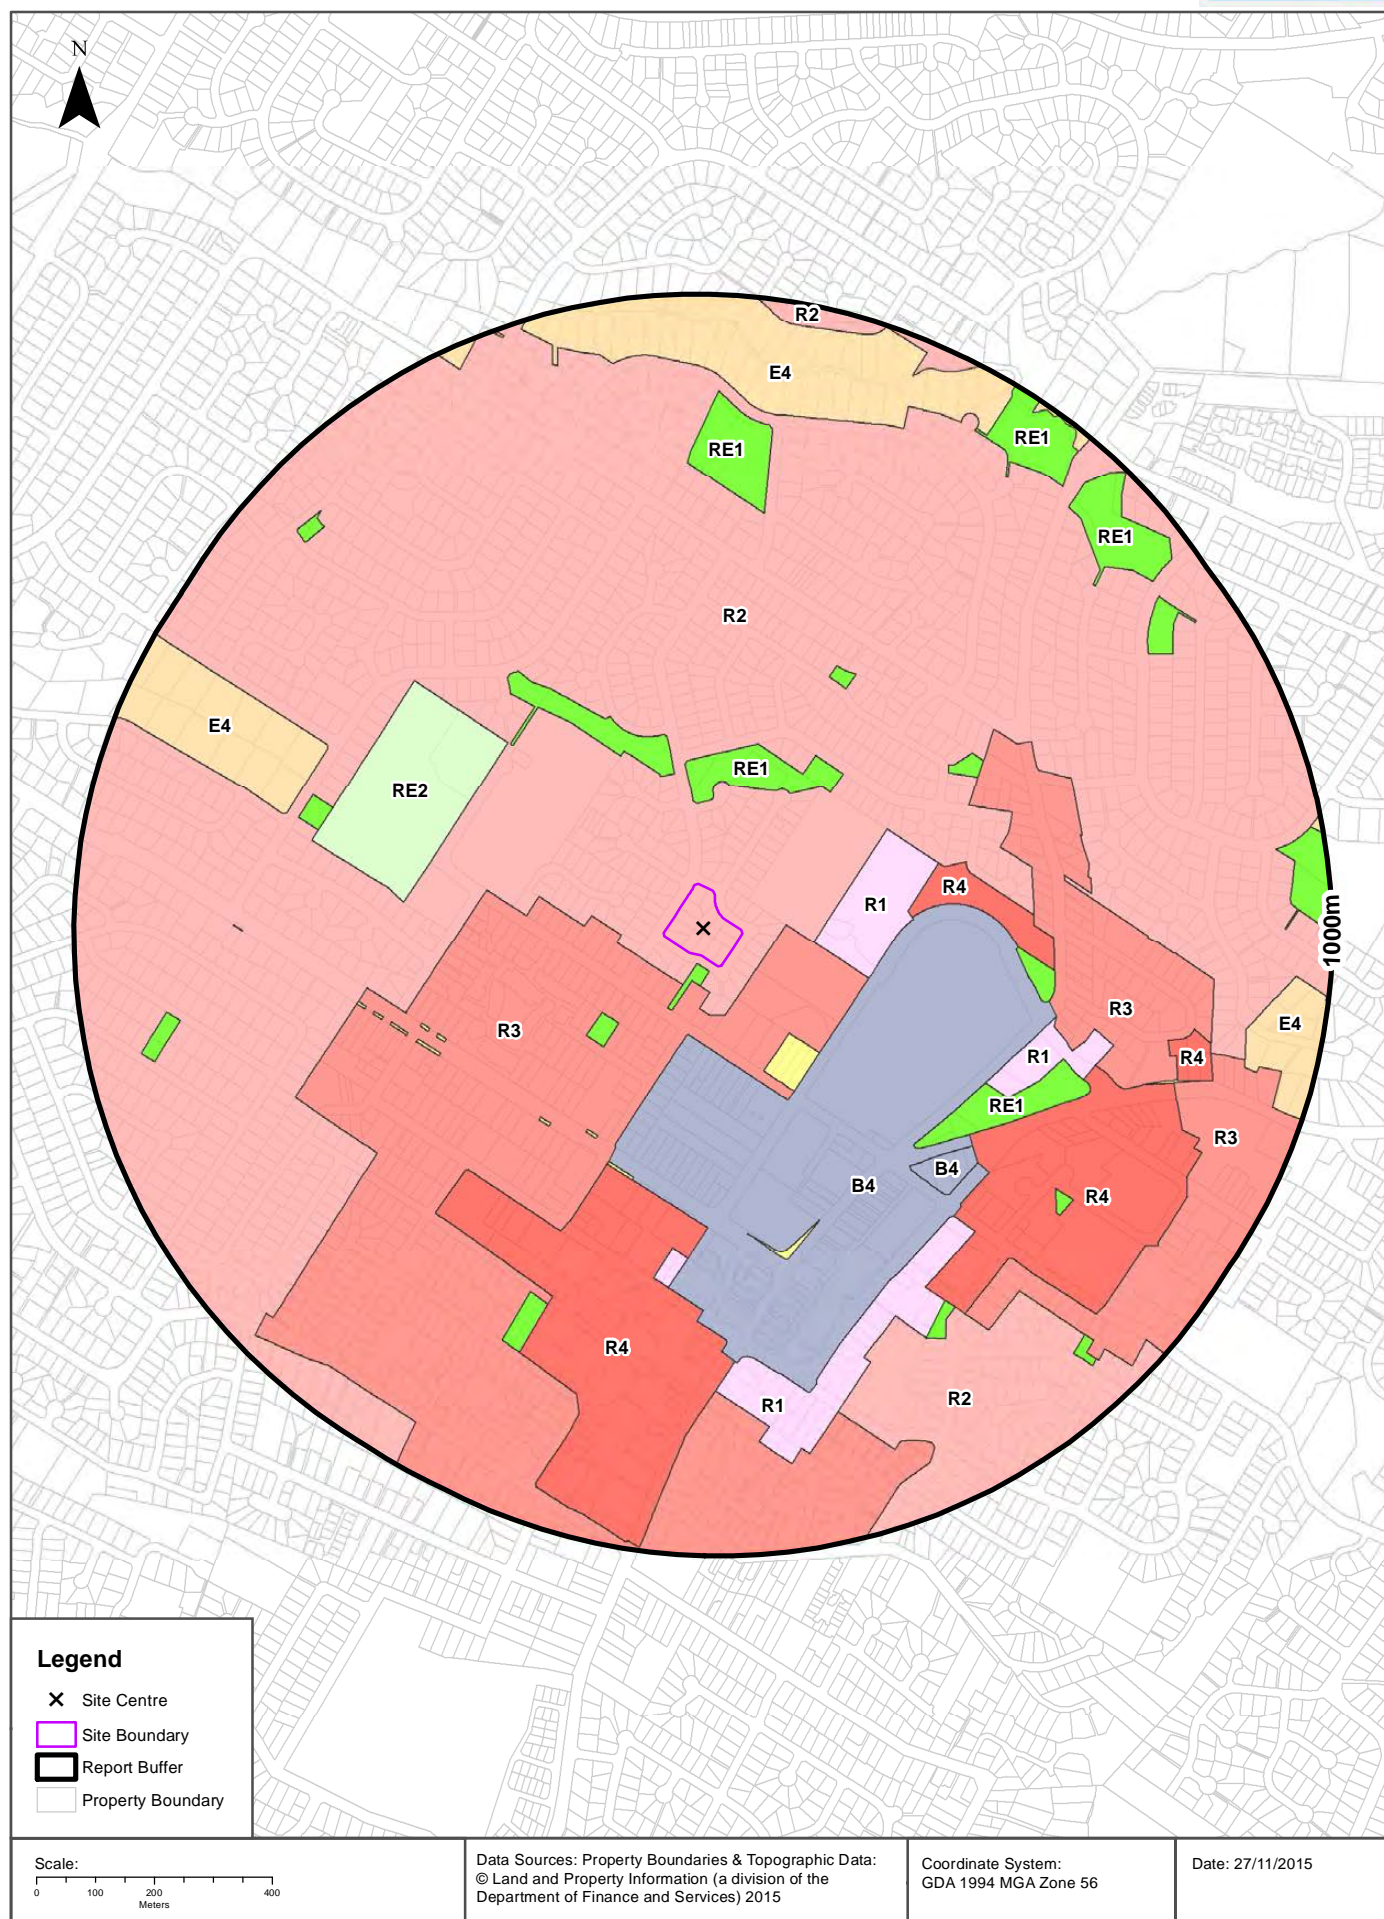 N
R2
E4
RE1
RE1
RE1
R2
E4
RE2
RE1
R4
R1
1000m
R3
R3
E4
R1
R4
RE1
R3
B4
B4
R4
R4
R1
R2
Legend
Site Centre
Site Boundary
Report Buffer
Property Boundary
Scale:
0 100 200 400
Meters
Data Sources: Property Boundaries & Topographic Data:
© Land and Property Information (a division of the
Department of Finance and Services) 2015
Coordinate System:
GDA 1994 MGA Zone 56
Date: 27/11/2015